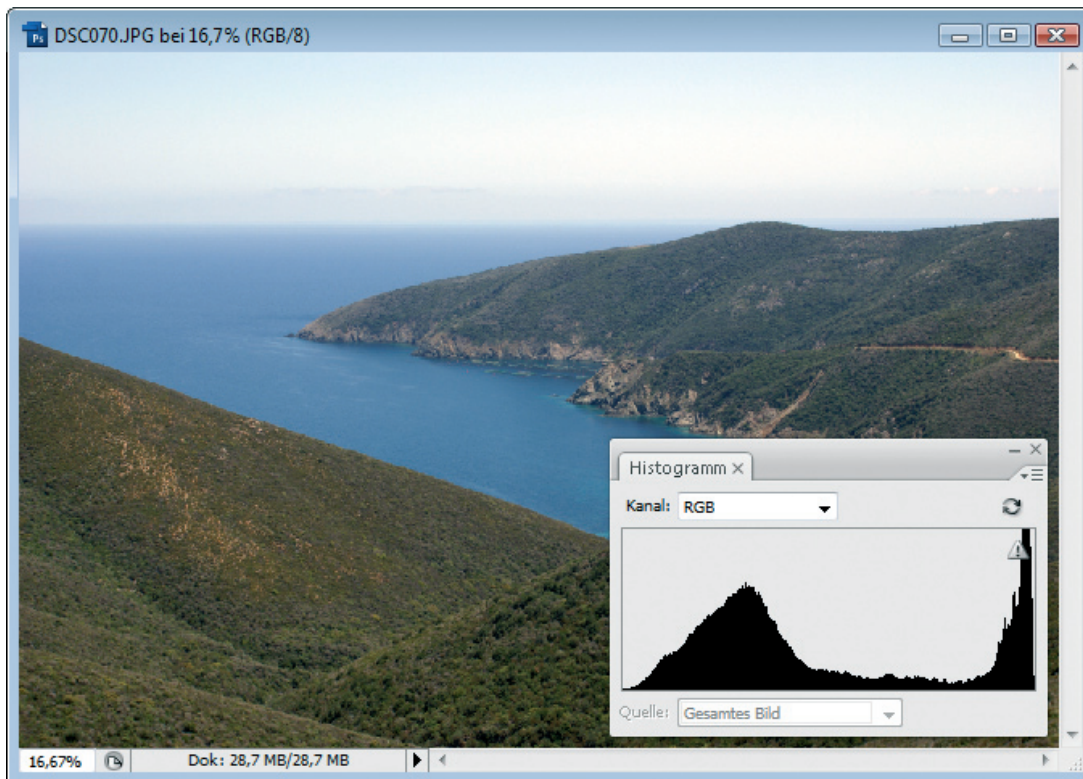 Ps DSC070.JPG bei 16,7% (RGB/8)
Histogramm
Kanal: RGB
Quelle: Gesamtes Bild
16,67% Dok: 28,7 MB/28,7 MB